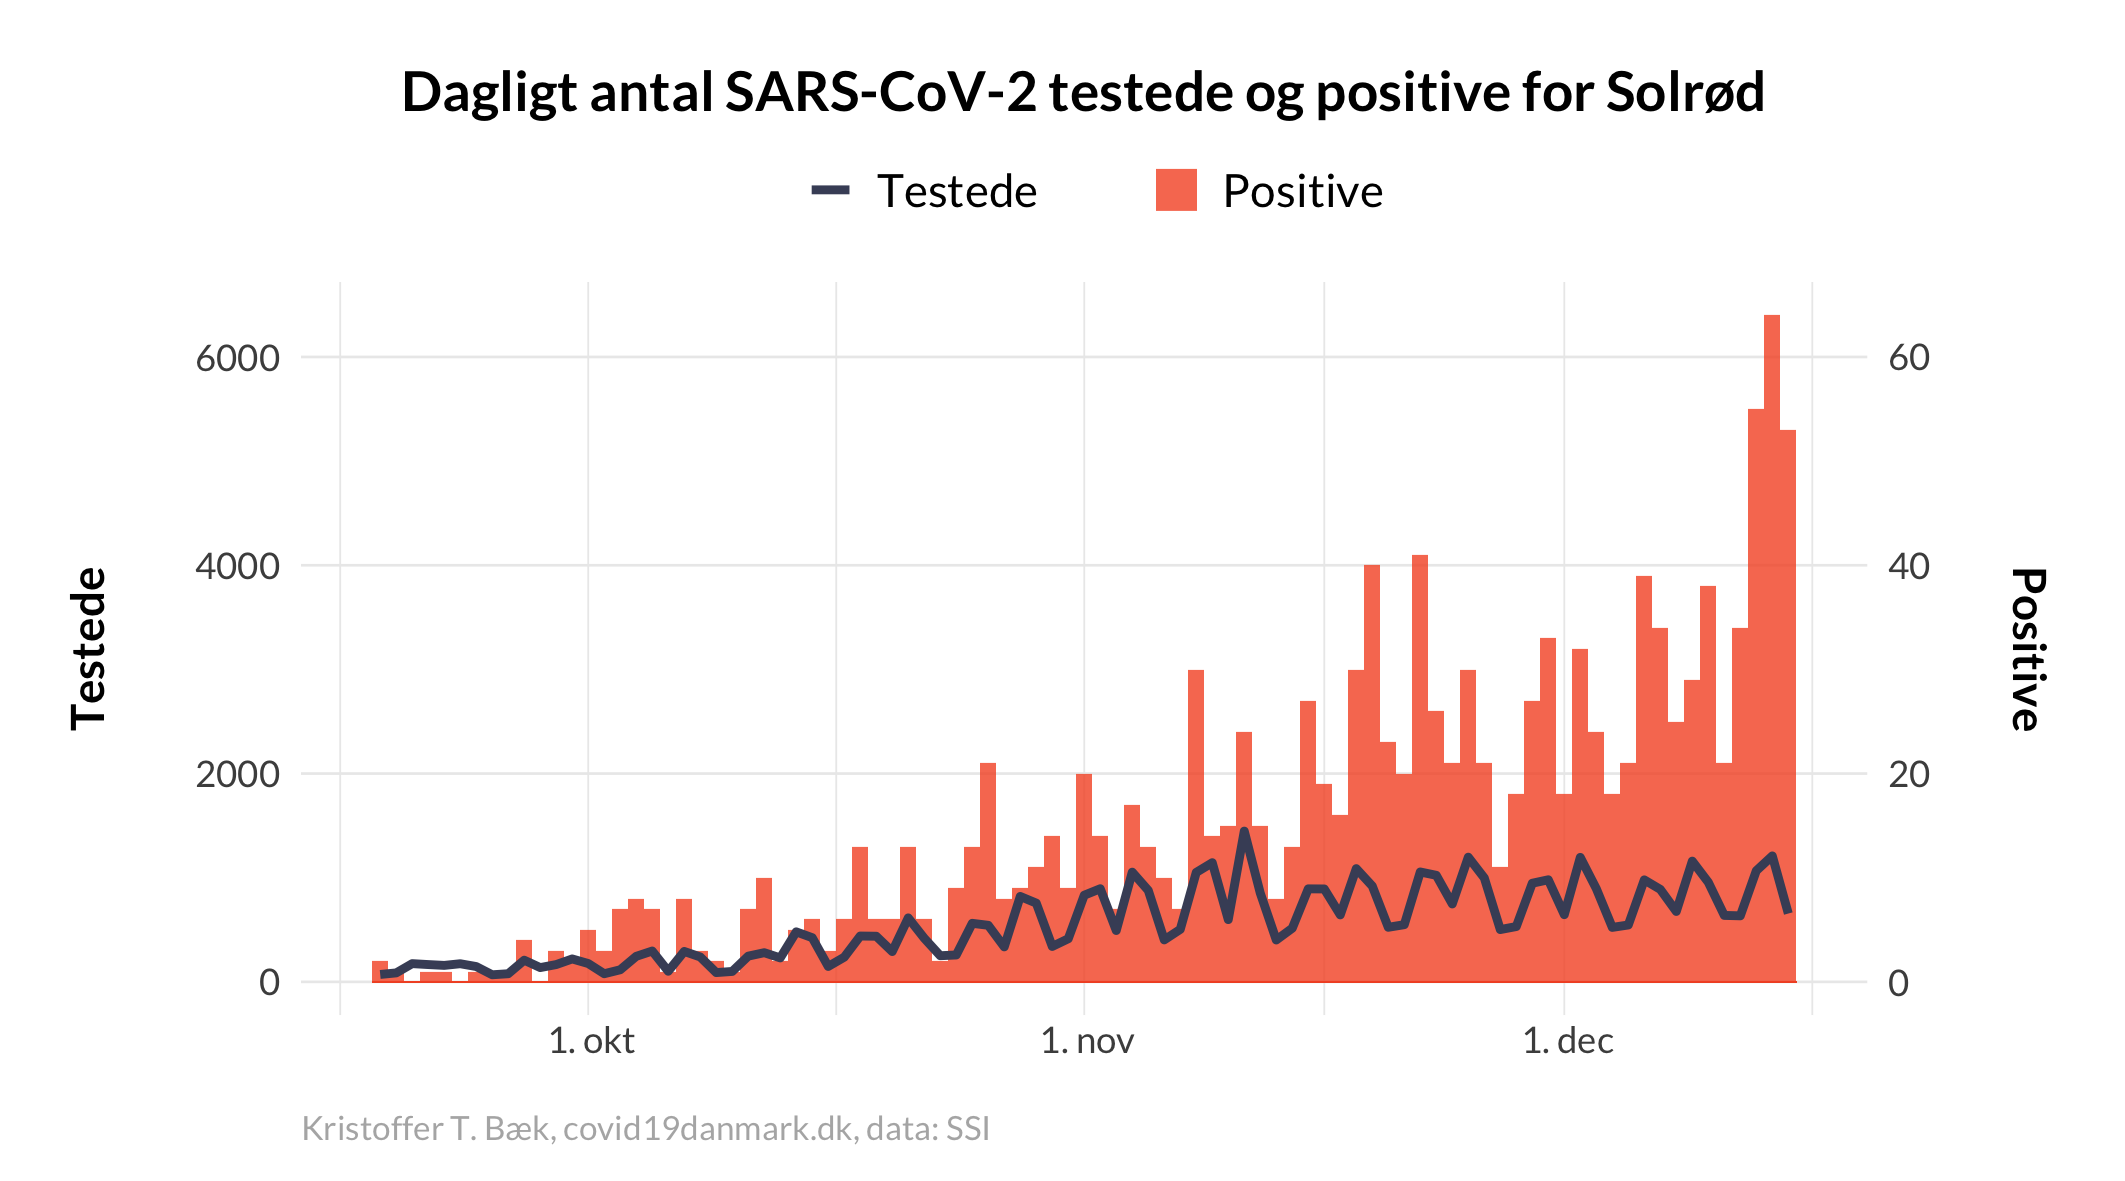 Dagligt antal SARS-CoV-2 testede og positive for Solrød
Testede
Positive
6000
4000
2000
0
60
40
20
0
Testede
Positive
1. okt
1. nov
1. dec
Kristoffer T. Bæk, covid19danmark.dk, data: SSI